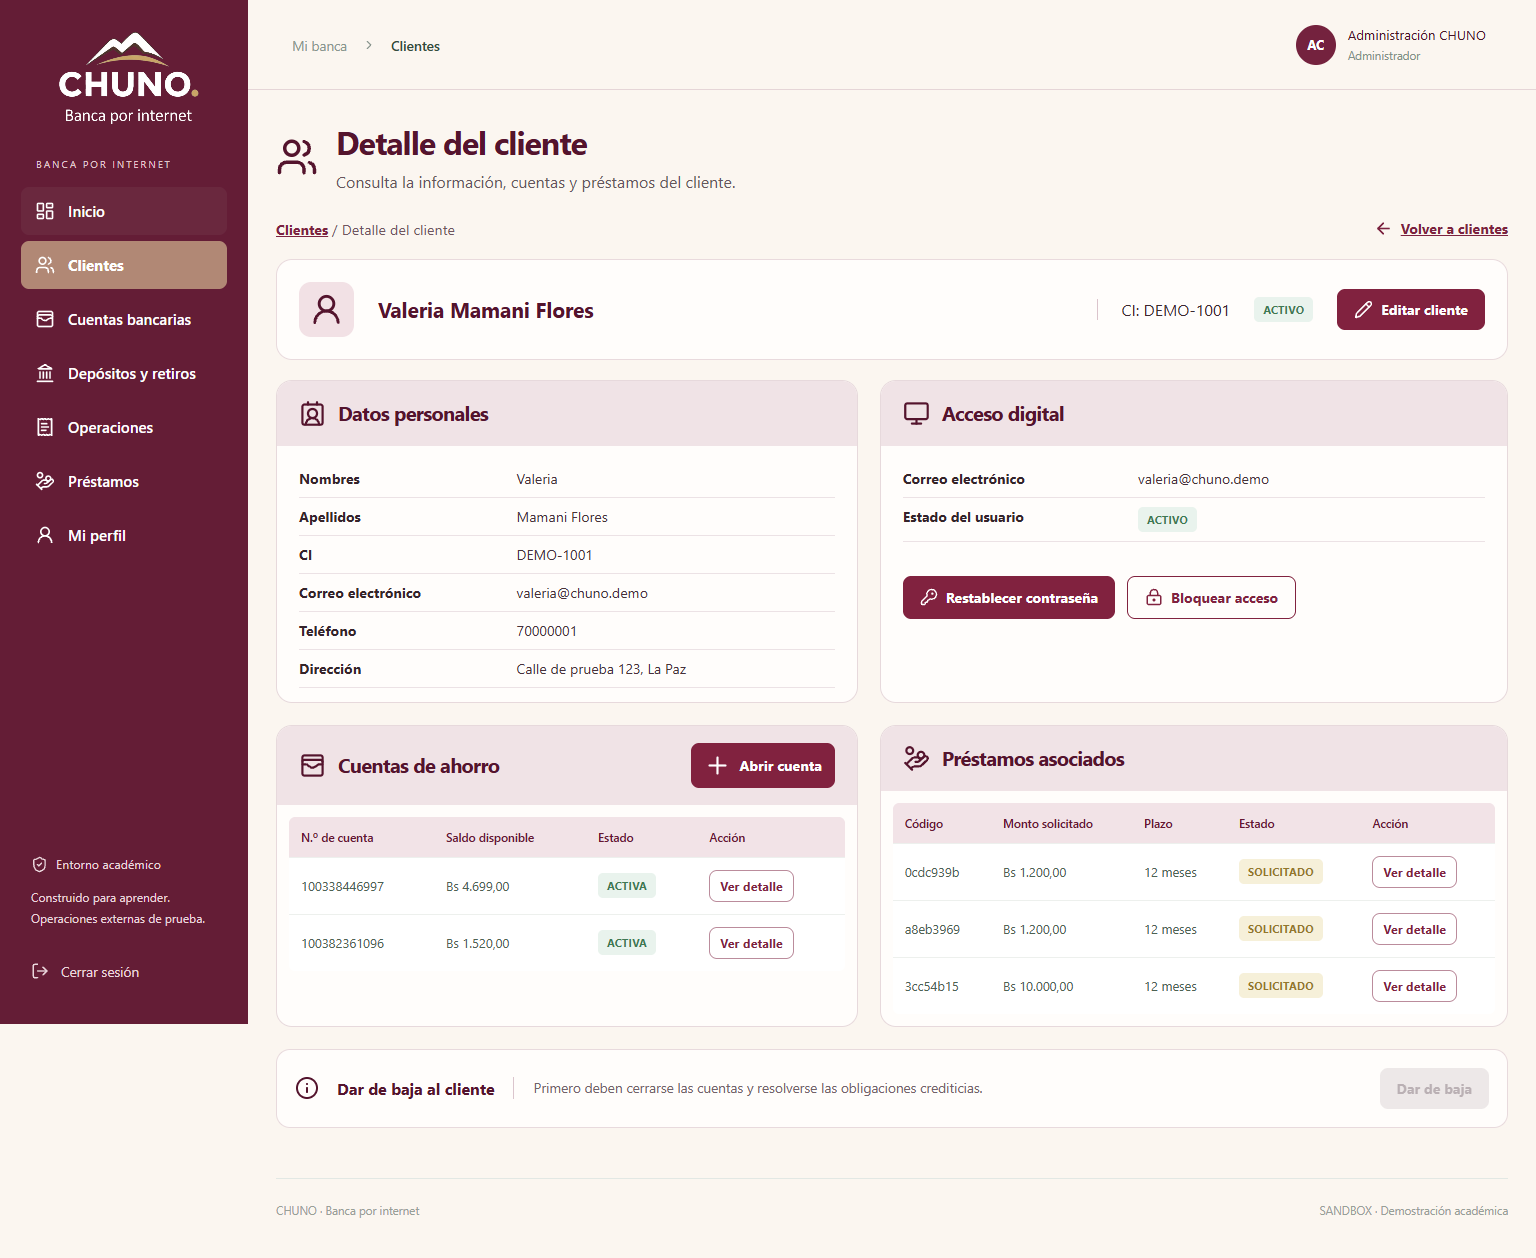 CHUNO.
Banca por internet
BANCA POR INTERNET
Inicio
Clientes
Cuentas bancarias
Depósitos y retiros
Operaciones
Préstamos
Mi perfil
Entorno académico
Construido para aprender.
Operaciones externas de prueba.
Cerrar sesión
Mi banca > Clientes
AC
Administración CHUNO
Administrador
Detalle del cliente
Consulta la información, cuentas y préstamos del cliente.
Clientes / Detalle del cliente
Volver a clientes
Valeria Mamani Flores
CI: DEMO-1001
ACTIVO
Editar cliente
Datos personales
Nombres Valeria
Apellidos Mamani Flores
CI DEMO-1001
Correo electrónico valeria@chuno.demo
Teléfono 70000001
Dirección Calle de prueba 123, La Paz
Acceso digital
Correo electrónico valeria@chuno.demo
Estado del usuario ACTIVO
Restablecer contraseña
Bloquear acceso
Cuentas de ahorro
Abrir cuenta
N.º de cuenta Saldo disponible Estado Acción
100338446997 Bs 4.699,00 ACTIVA Ver detalle
100382361096 Bs 1.520,00 ACTIVA Ver detalle
Préstamos asociados
Código Monto solicitado Plazo Estado Acción
0cdc939b Bs 1.200,00 12 meses SOLICITADO Ver detalle
a8eb3969 Bs 1.200,00 12 meses SOLICITADO Ver detalle
3cc54b15 Bs 10.000,00 12 meses SOLICITADO Ver detalle
Dar de baja al cliente
Primero deben cerrarse las cuentas y resolverse las obligaciones crediticias.
Dar de baja
CHUNO · Banca por internet
SANDBOX · Demostración académica